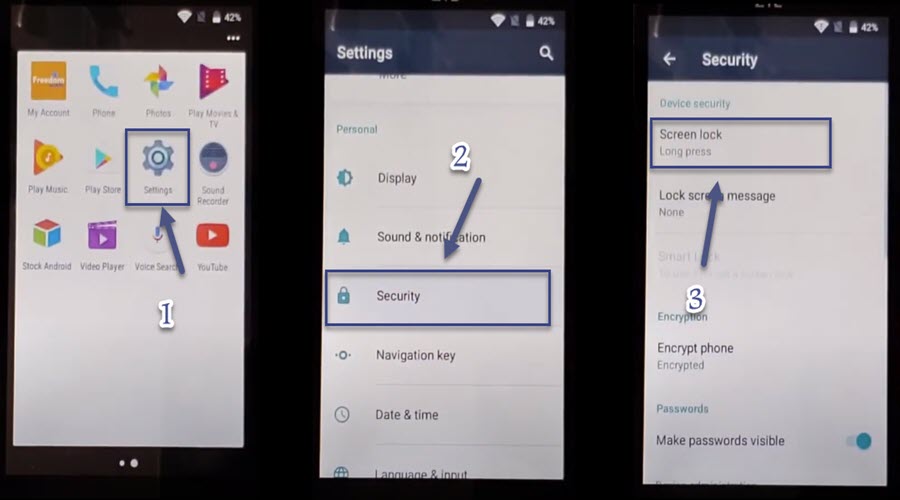 42%
Freedom
My Account
Phone
Photos
Play Movies &
TV
Play Music
Play Store
Settings
Sound
Recorder
Stock Android
Video Player
Voice Search
YouTube
1
42%
Settings
More
Personal
Display
Sound & notification
2
Security
Navigation key
Date & time
Language & input
42%
Security
Device security
Screen lock
Long press
Lock screen message
None
Smart Lock
3
Encryption
Encrypt phone
Encrypted
Passwords
Make passwords visible